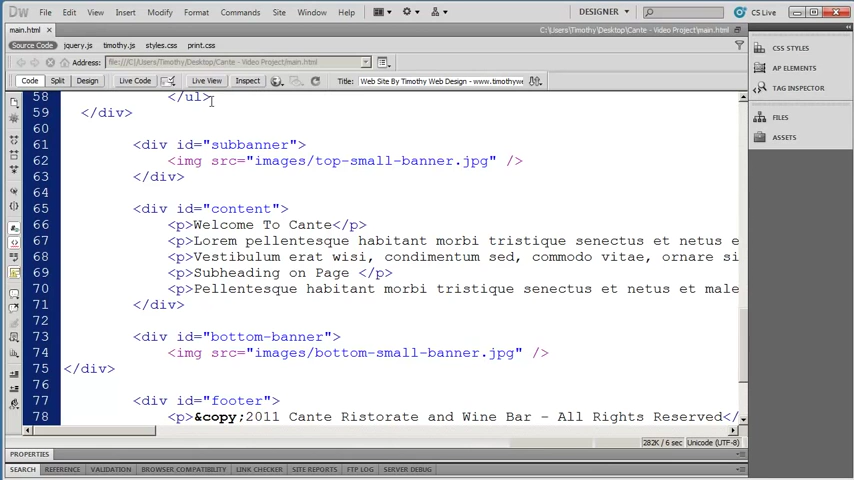 Dw File Edit View Insert Modify Format Commands Site Window Help DESIGNER CS Live
main.html × C:\Users\Timothy\Desktop\Cante - Video Project\main.html
Source Code jquery.js timothy.js styles.css print.css
Address: file:///C|/Users/Timothy/Desktop/Cante - Video Project/main.html
Code Split Design Live Code Live View Inspect Title: Web Site By Timothy Web Design - www.timothyw
58 </ul>
59 </div>
60
61 <div id="subbanner">
62 <img src="images/top-small-banner.jpg" />
63 </div>
64
65 <div id="content">
66 <p>Welcome To Cante</p>
67 <p>Lorem pellentesque habitant morbi tristique senectus et netus e
68 <p>Vestibulum erat wisi, condimentum sed, commodo vitae, ornare si
69 <p>Subheading on Page </p>
70 <p>Pellentesque habitant morbi tristique senectus et netus et male
71 </div>
72
73 <div id="bottom-banner">
74 <img src="images/bottom-small-banner.jpg" />
75 </div>
76
77 <div id="footer">
78 <p>&copy;2011 Cante Ristorate and Wine Bar - All Rights Reserved</
282K / 6 sec Unicode (UTF-8)
PROPERTIES
SEARCH REFERENCE VALIDATION BROWSER COMPATIBILITY LINK CHECKER SITE REPORTS FTP LOG SERVER DEBUG
CSS STYLES
AP ELEMENTS
TAG INSPECTOR
FILES
ASSETS